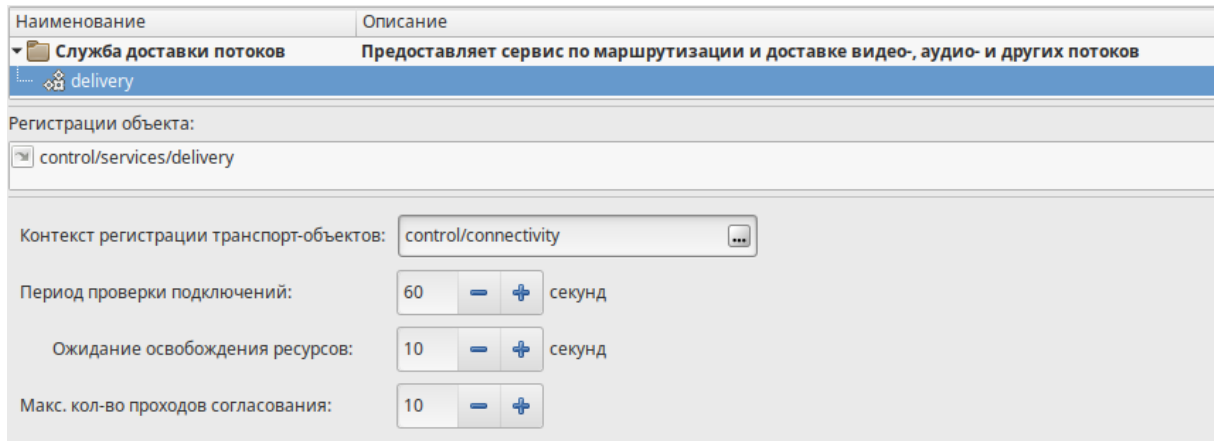 Наименование Описание
Служба доставки потоков Предоставляет сервис по маршрутизации и доставке видео-, аудио- и других потоков
delivery
Регистрации объекта:
control/services/delivery
Контекст регистрации транспорт-объектов: control/connectivity ...
Период проверки подключений: 60 секунд
Ожидание освобождения ресурсов: 10 секунд
Макс. кол-во проходов согласования: 10